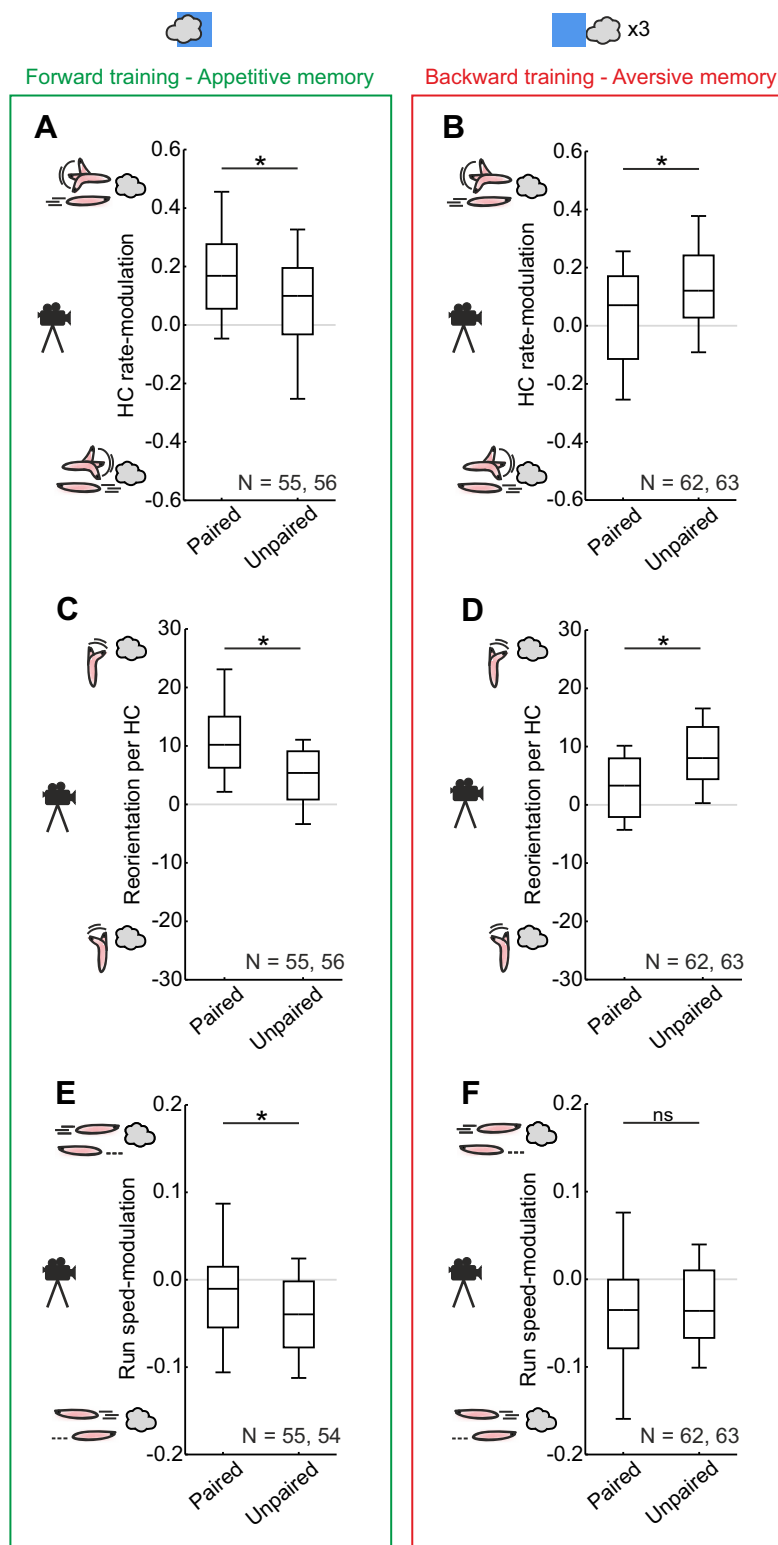 x3
Forward training - Appetitive memory
Backward training - Aversive memory
A
0.6
0.4
0.2
0.0
-0.2
-0.4
-0.6
HC rate-modulation
*
N = 55, 56
Paired
Unpaired
B
0.6
0.4
0.2
0.0
-0.2
-0.4
-0.6
HC rate-modulation
*
N = 62, 63
Paired
Unpaired
C
30
20
10
0
-10
-20
-30
Reorientation per HC
*
N = 55, 56
Paired
Unpaired
D
30
20
10
0
-10
-20
-30
Reorientation per HC
*
N = 62, 63
Paired
Unpaired
E
0.2
0.1
-0.0
-0.1
-0.2
Run sped-modulation
*
N = 55, 54
Paired
Unpaired
F
0.2
0.1
-0.0
-0.1
-0.2
Run speed-modulation
ns
N = 62, 63
Paired
Unpaired